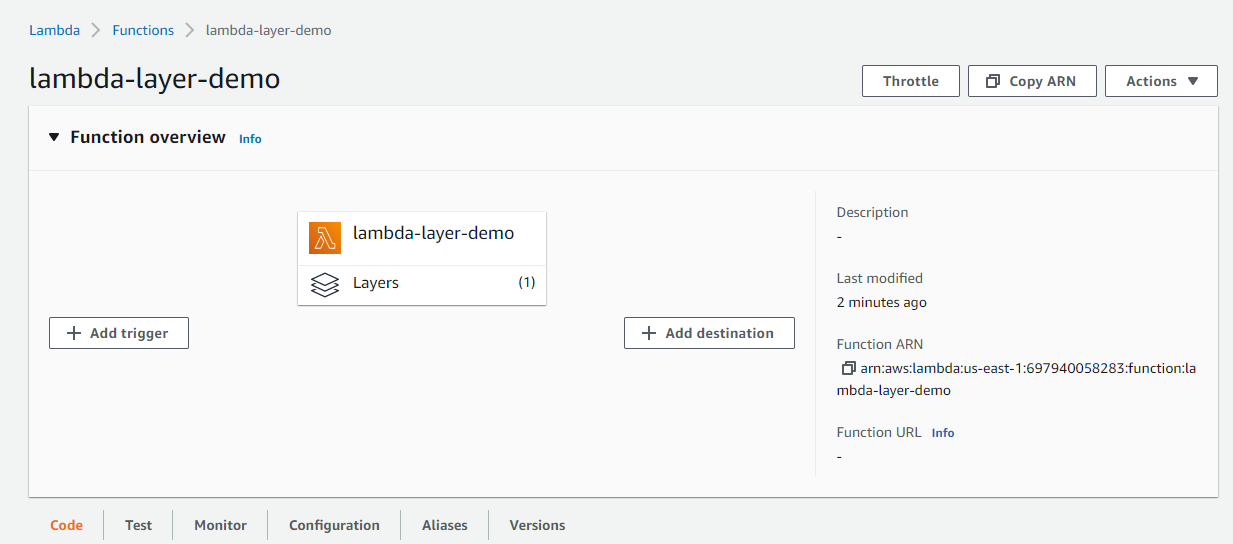 Lambda > Functions > lambda-layer-demo
lambda-layer-demo
Throttle Copy ARN Actions
Function overview Info
lambda-layer-demo
Layers (1)
Add trigger
Add destination
Description
-
Last modified
2 minutes ago
Function ARN
arn:aws:lambda:us-east-1:697940058283:function:la
mbda-layer-demo
Function URL Info
-
Code Test Monitor Configuration Aliases Versions